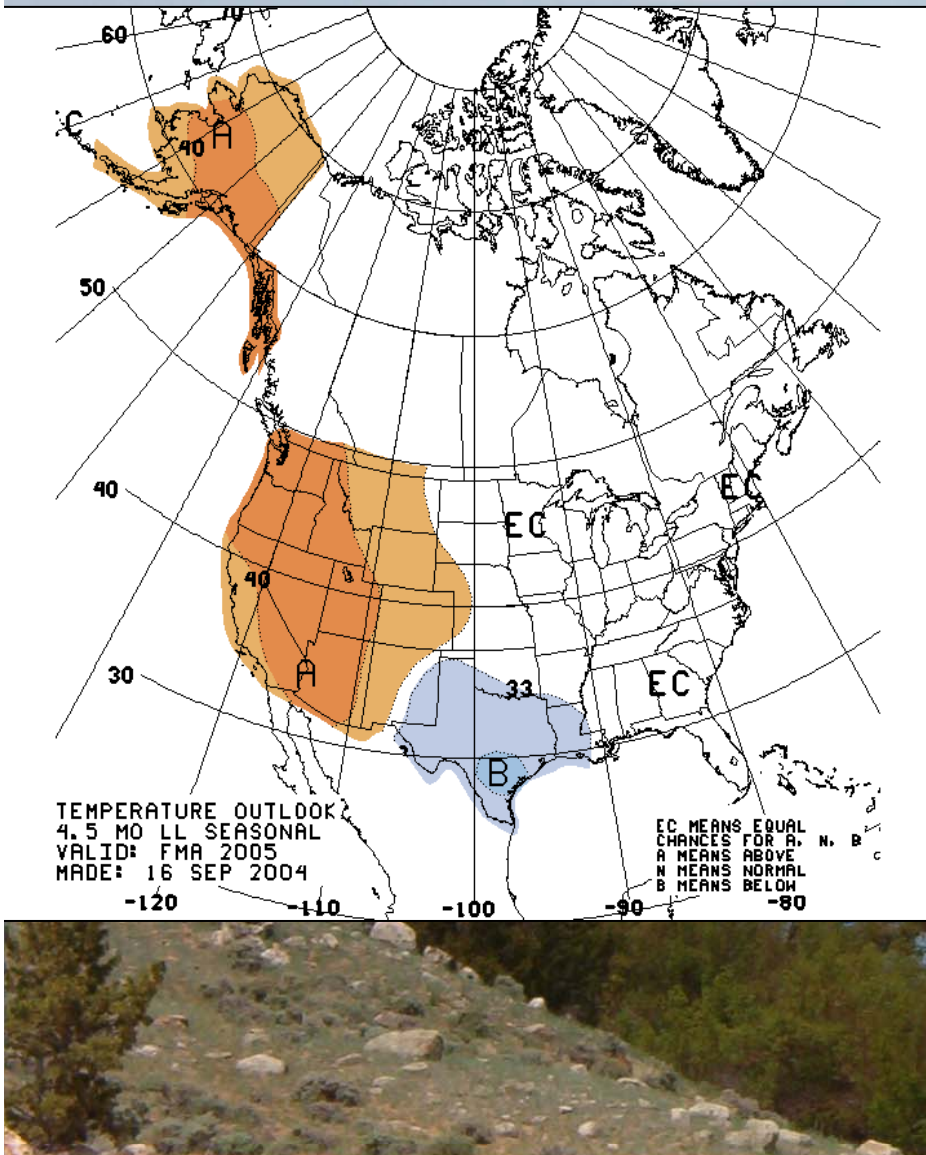 70
60
C
A
40
50
40
EC
EC
40
30
A
33
EC
B
TEMPERATURE OUTLOOK
4.5 MO LL SEASONAL
VALID: FMA 2005
MADE: 16 SEP 2004
EC MEANS EQUAL
CHANCES FOR A, N, B
A MEANS ABOVE
C
N MEANS NORMAL
B MEANS BELOW
-120
-110
-100
-90
-80